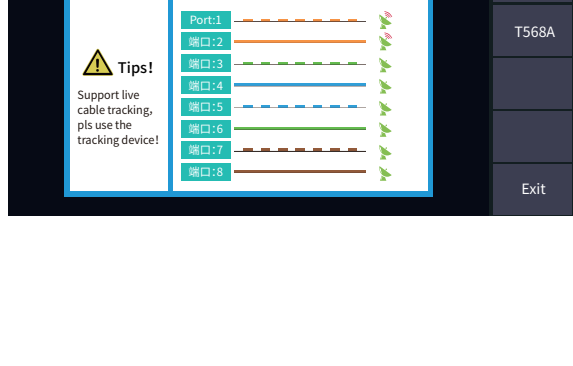 Port:1
端口:2
端口:3
端口:4
端口:5
端口:6
端口:7
端口:8
Tips!
Support live
cable tracking,
pls use the
tracking device!
T568A
Exit